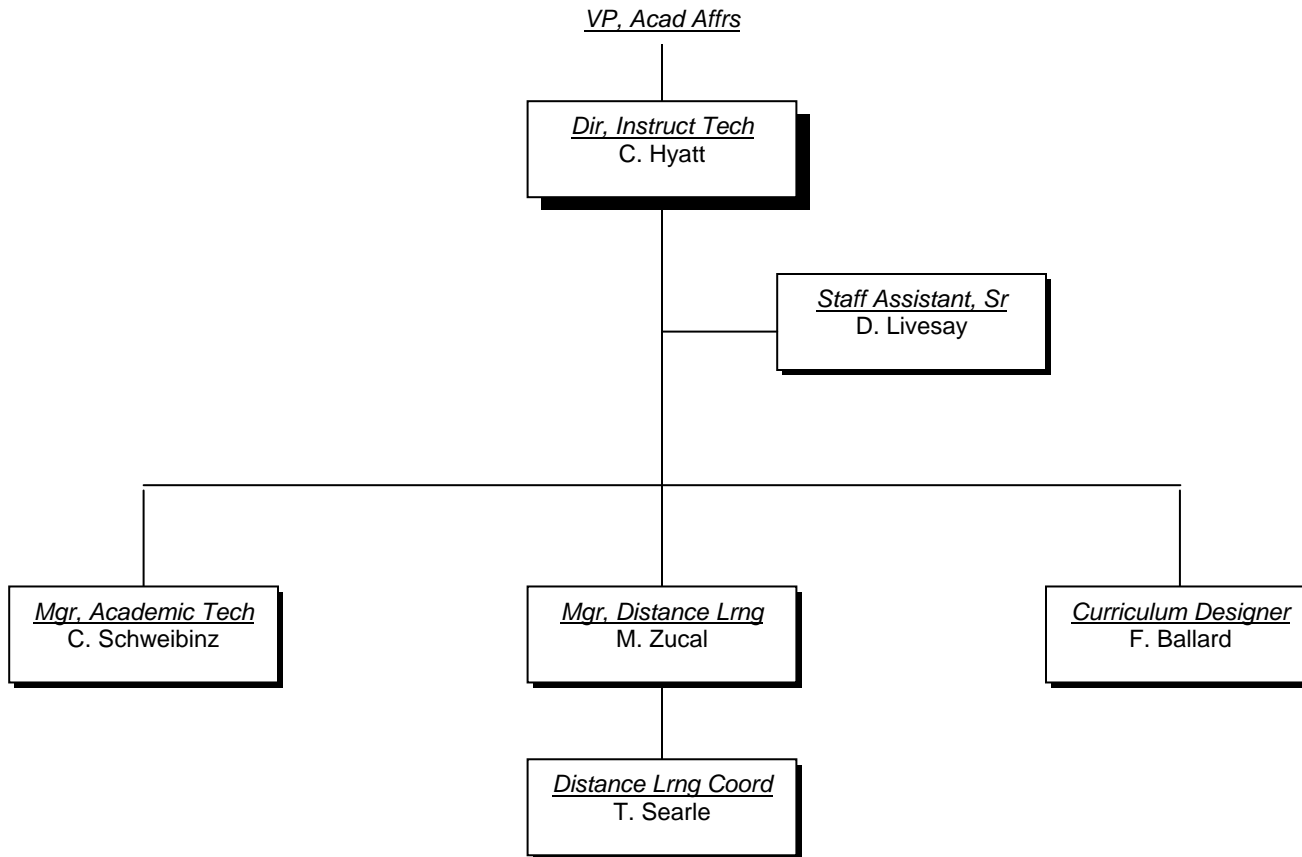 VP, Acad Affrs
Dir, Instruct Tech
C. Hyatt
Staff Assistant, Sr
D. Livesay
Mgr, Academic Tech
C. Schweibinz
Mgr, Distance Lrng
M. Zucal
Curriculum Designer
F. Ballard
Distance Lrng Coord
T. Searle